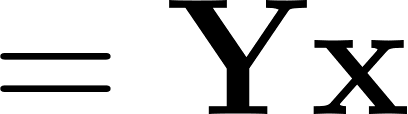 = Yx